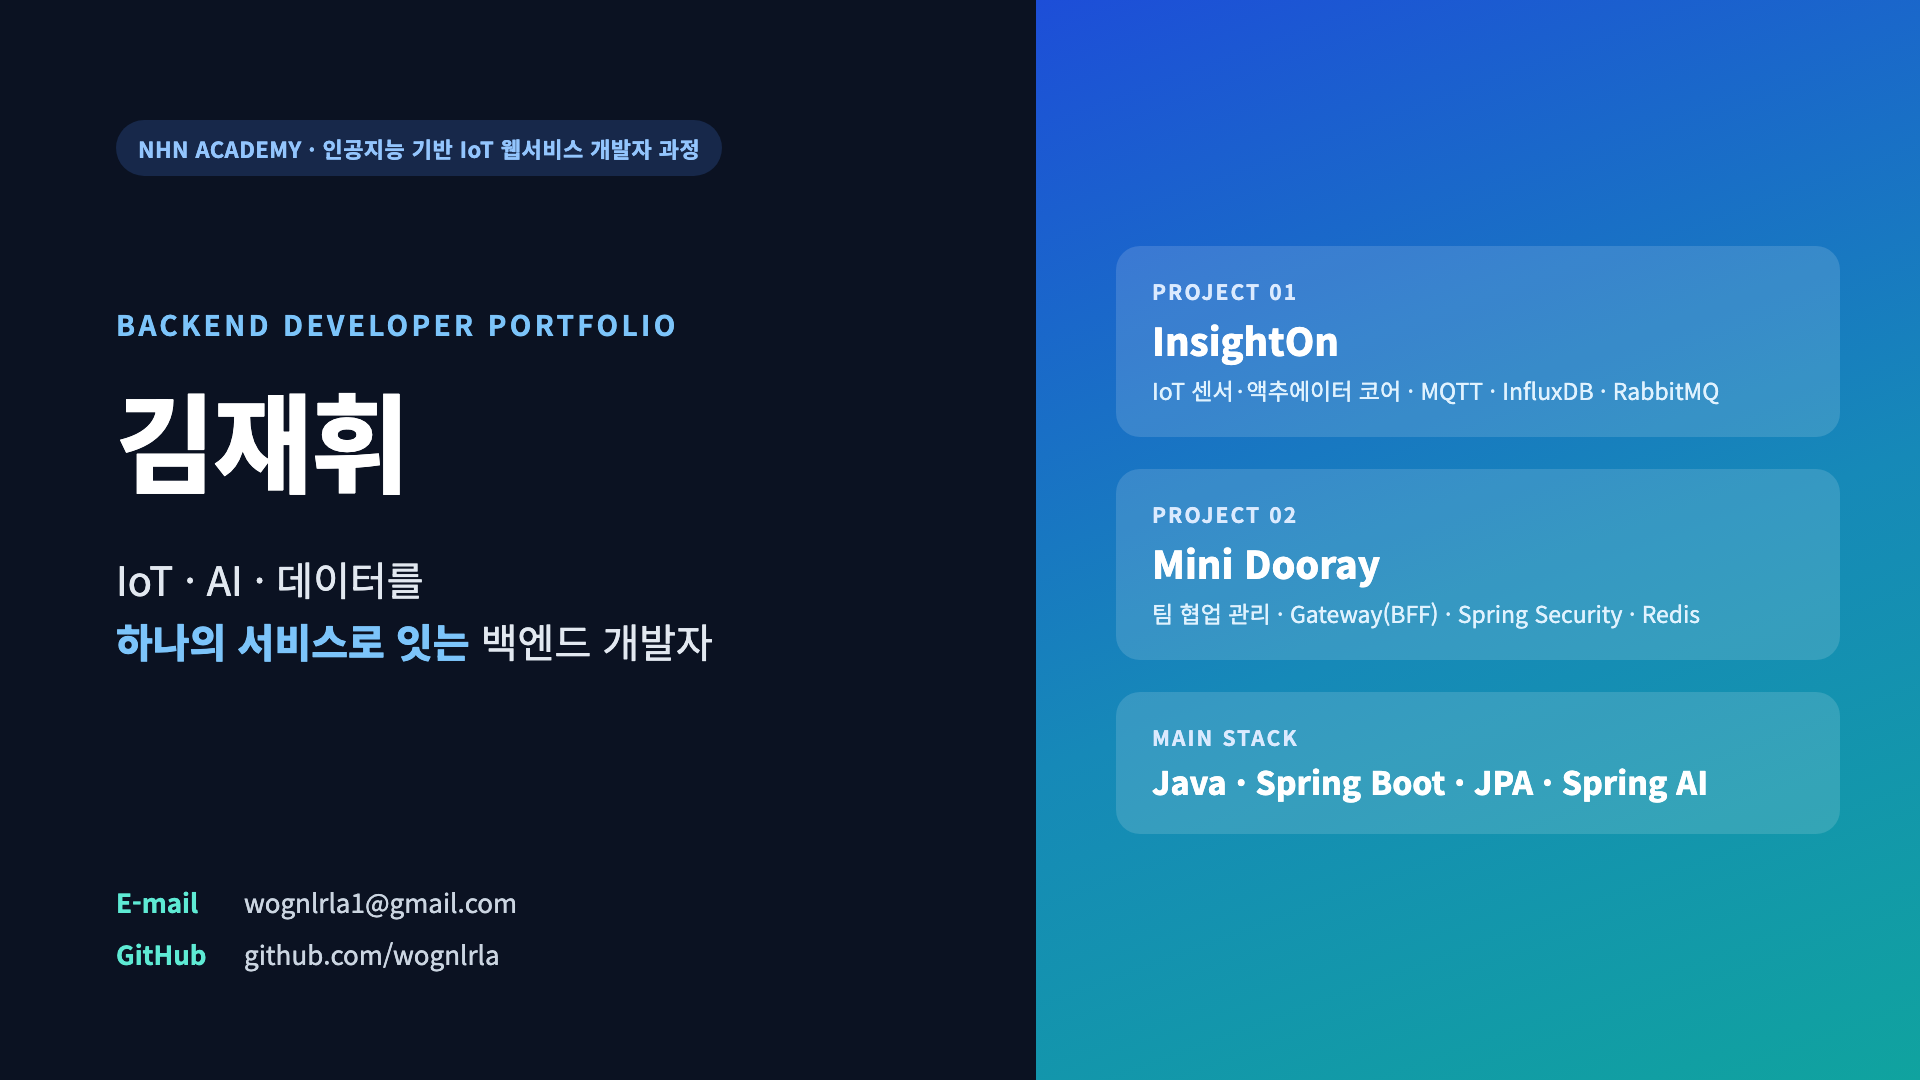 NHN ACADEMY · 인공지능 기반 IoT 웹서비스 개발자 과정
BACKEND DEVELOPER PORTFOLIO
김재휘
IoT · AI · 데이터를
하나의 서비스로 잇는 백엔드 개발자
E-mail wognlrla1@gmail.com
GitHub github.com/wognlrla
PROJECT 01
InsightOn
IoT 센서·액추에이터 코어 · MQTT · InfluxDB · RabbitMQ
PROJECT 02
Mini Dooray
팀 협업 관리 · Gateway(BFF) · Spring Security · Redis
MAIN STACK
Java · Spring Boot · JPA · Spring AI